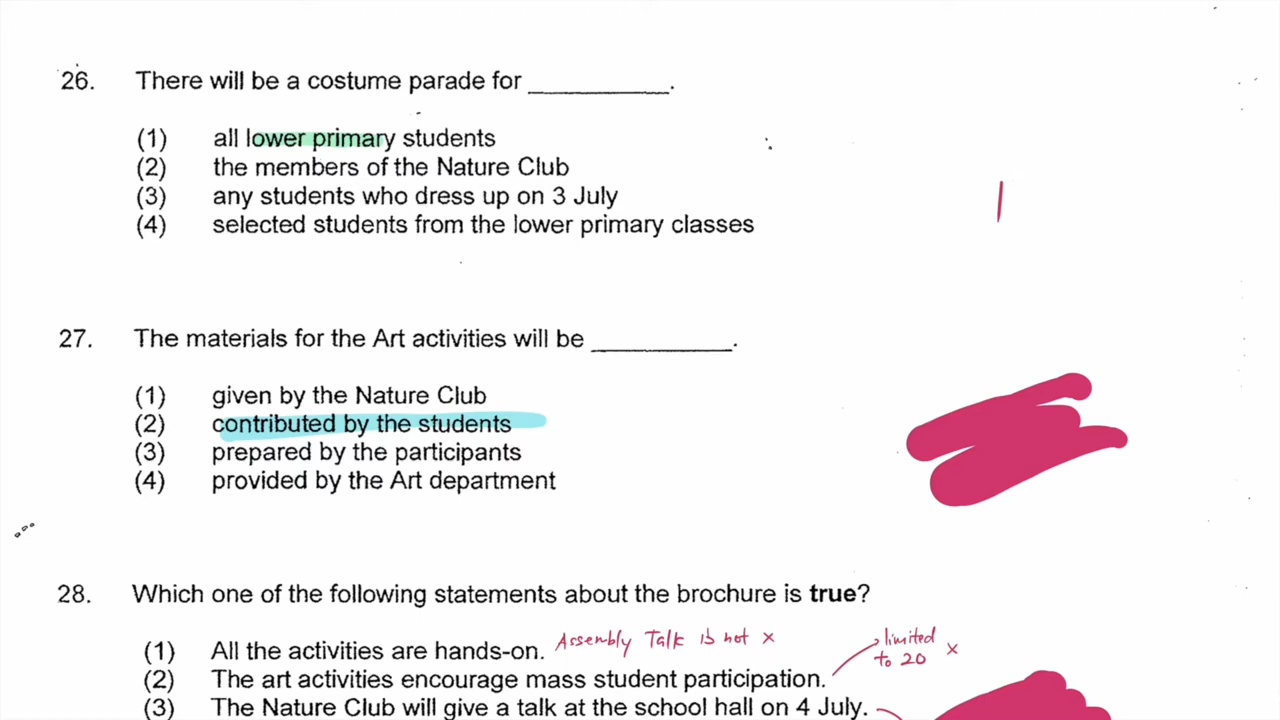 26. There will be a costume parade for __________.
(1) all lower primary students
(2) the members of the Nature Club
(3) any students who dress up on 3 July
(4) selected students from the lower primary classes
1
27. The materials for the Art activities will be __________.
(1) given by the Nature Club
(2) contributed by the students
(3) prepared by the participants
(4) provided by the Art department
28. Which one of the following statements about the brochure is true?
(1) All the activities are hands-on. Assembly Talk is not x
(2) The art activities encourage mass student participation. limited to 20 x
(3) The Nature Club will give a talk at the school hall on 4 July.